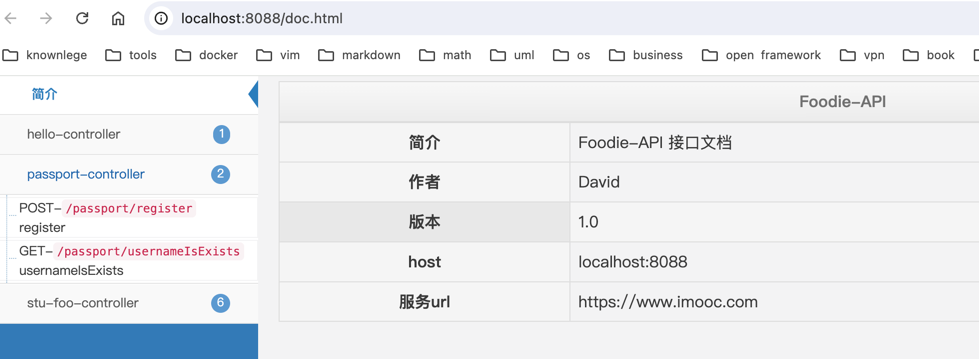 localhost:8088/doc.html
knownlege tools docker vim markdown math uml os business open framework vpn book
简介
hello-controller 1
passport-controller 2
POST-/passport/register
register
GET-/passport/usernameIsExists
usernameIsExists
stu-foo-controller 6
Foodie-API
简介 Foodie-API 接口文档
作者 David
版本 1.0
host localhost:8088
服务url https://www.imooc.com